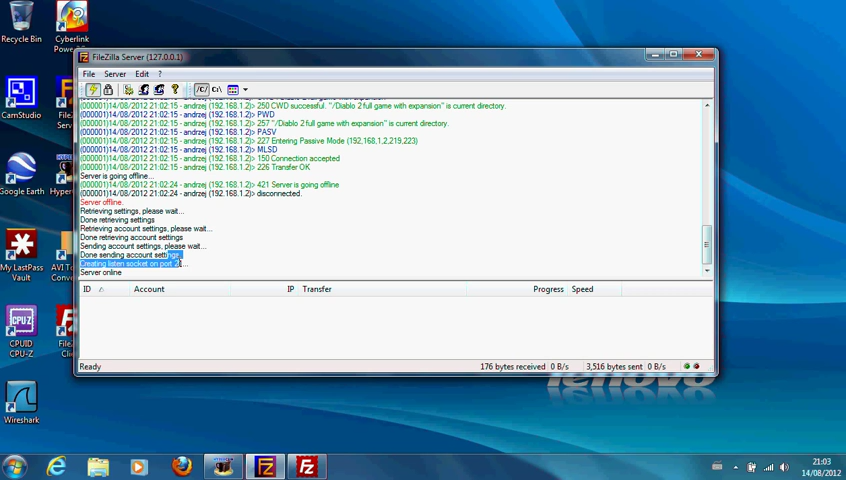 Recycle Bin
Cyberlink
CamStudio
Google Earth
My LastPass
Vault
CPUID
CPU-Z
Wireshark
FileZilla Server (127.0.0.1)
File Server Edit ?
/C/ C:\
(000001)14/08/2012 21:02:15 - andrzej (192.168.1.2)> 250 CWD successful. "/Diablo 2 full game with expansion" is current directory.
(000001)14/08/2012 21:02:15 - andrzej (192.168.1.2)> PWD
(000001)14/08/2012 21:02:15 - andrzej (192.168.1.2)> 257 "/Diablo 2 full game with expansion" is current directory.
(000001)14/08/2012 21:02:15 - andrzej (192.168.1.2)> PASV
(000001)14/08/2012 21:02:15 - andrzej (192.168.1.2)> 227 Entering Passive Mode (192,168,1,2,219,223)
(000001)14/08/2012 21:02:15 - andrzej (192.168.1.2)> MLSD
(000001)14/08/2012 21:02:15 - andrzej (192.168.1.2)> 150 Connection accepted
(000001)14/08/2012 21:02:15 - andrzej (192.168.1.2)> 226 Transfer OK
Server is going offline...
(000001)14/08/2012 21:02:24 - andrzej (192.168.1.2)> 421 Server is going offline
(000001)14/08/2012 21:02:24 - andrzej (192.168.1.2)> disconnected.
Server offline.
Retrieving settings, please wait...
Done retrieving settings
Retrieving account settings, please wait...
Done retrieving account settings
Sending account settings, please wait...
Done sending account settings.
Creating listen socket on port
Server online
ID Account IP Transfer Progress Speed
Ready 176 bytes received 0 B/s 3,516 bytes sent 0 B/s
21:03
14/08/2012